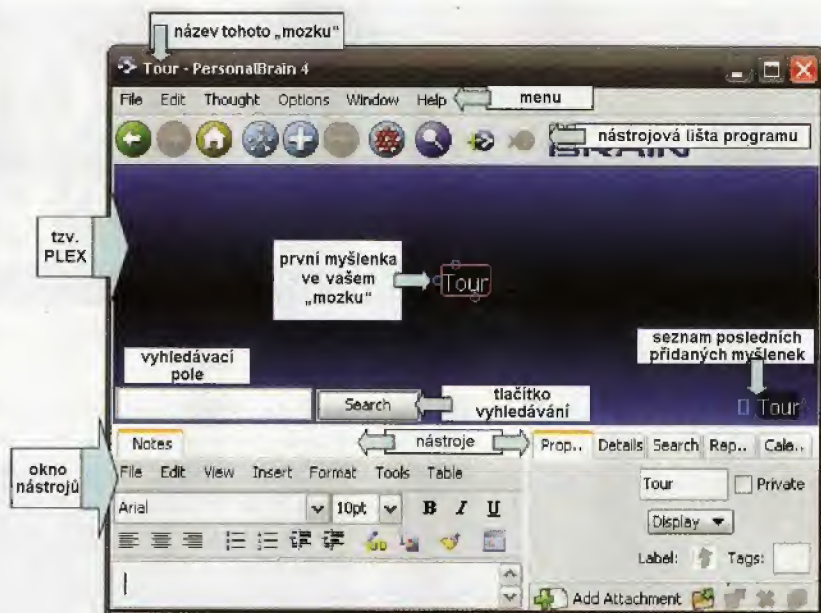 název tohoto „mozku“
Tour - PersonalBrain 4
File Edit Thought Options Window Help
menu
nástrojová lišta programu
BRAIN
tzv.
PLEX
první myšlenka
ve vašem
„mozku“
Tour
seznam posledních
přidaných myšlenek
vyhledávací
pole
Search
tlačítko
vyhledávání
Tour
Notes
nástroje
Prop.. Details Search Rep.. Cale..
okno
nástrojů
File Edit View Insert Format Tools Table
Tour
Private
Arial
10pt
B I U
Display
Label:
Tags:
Add Attachment